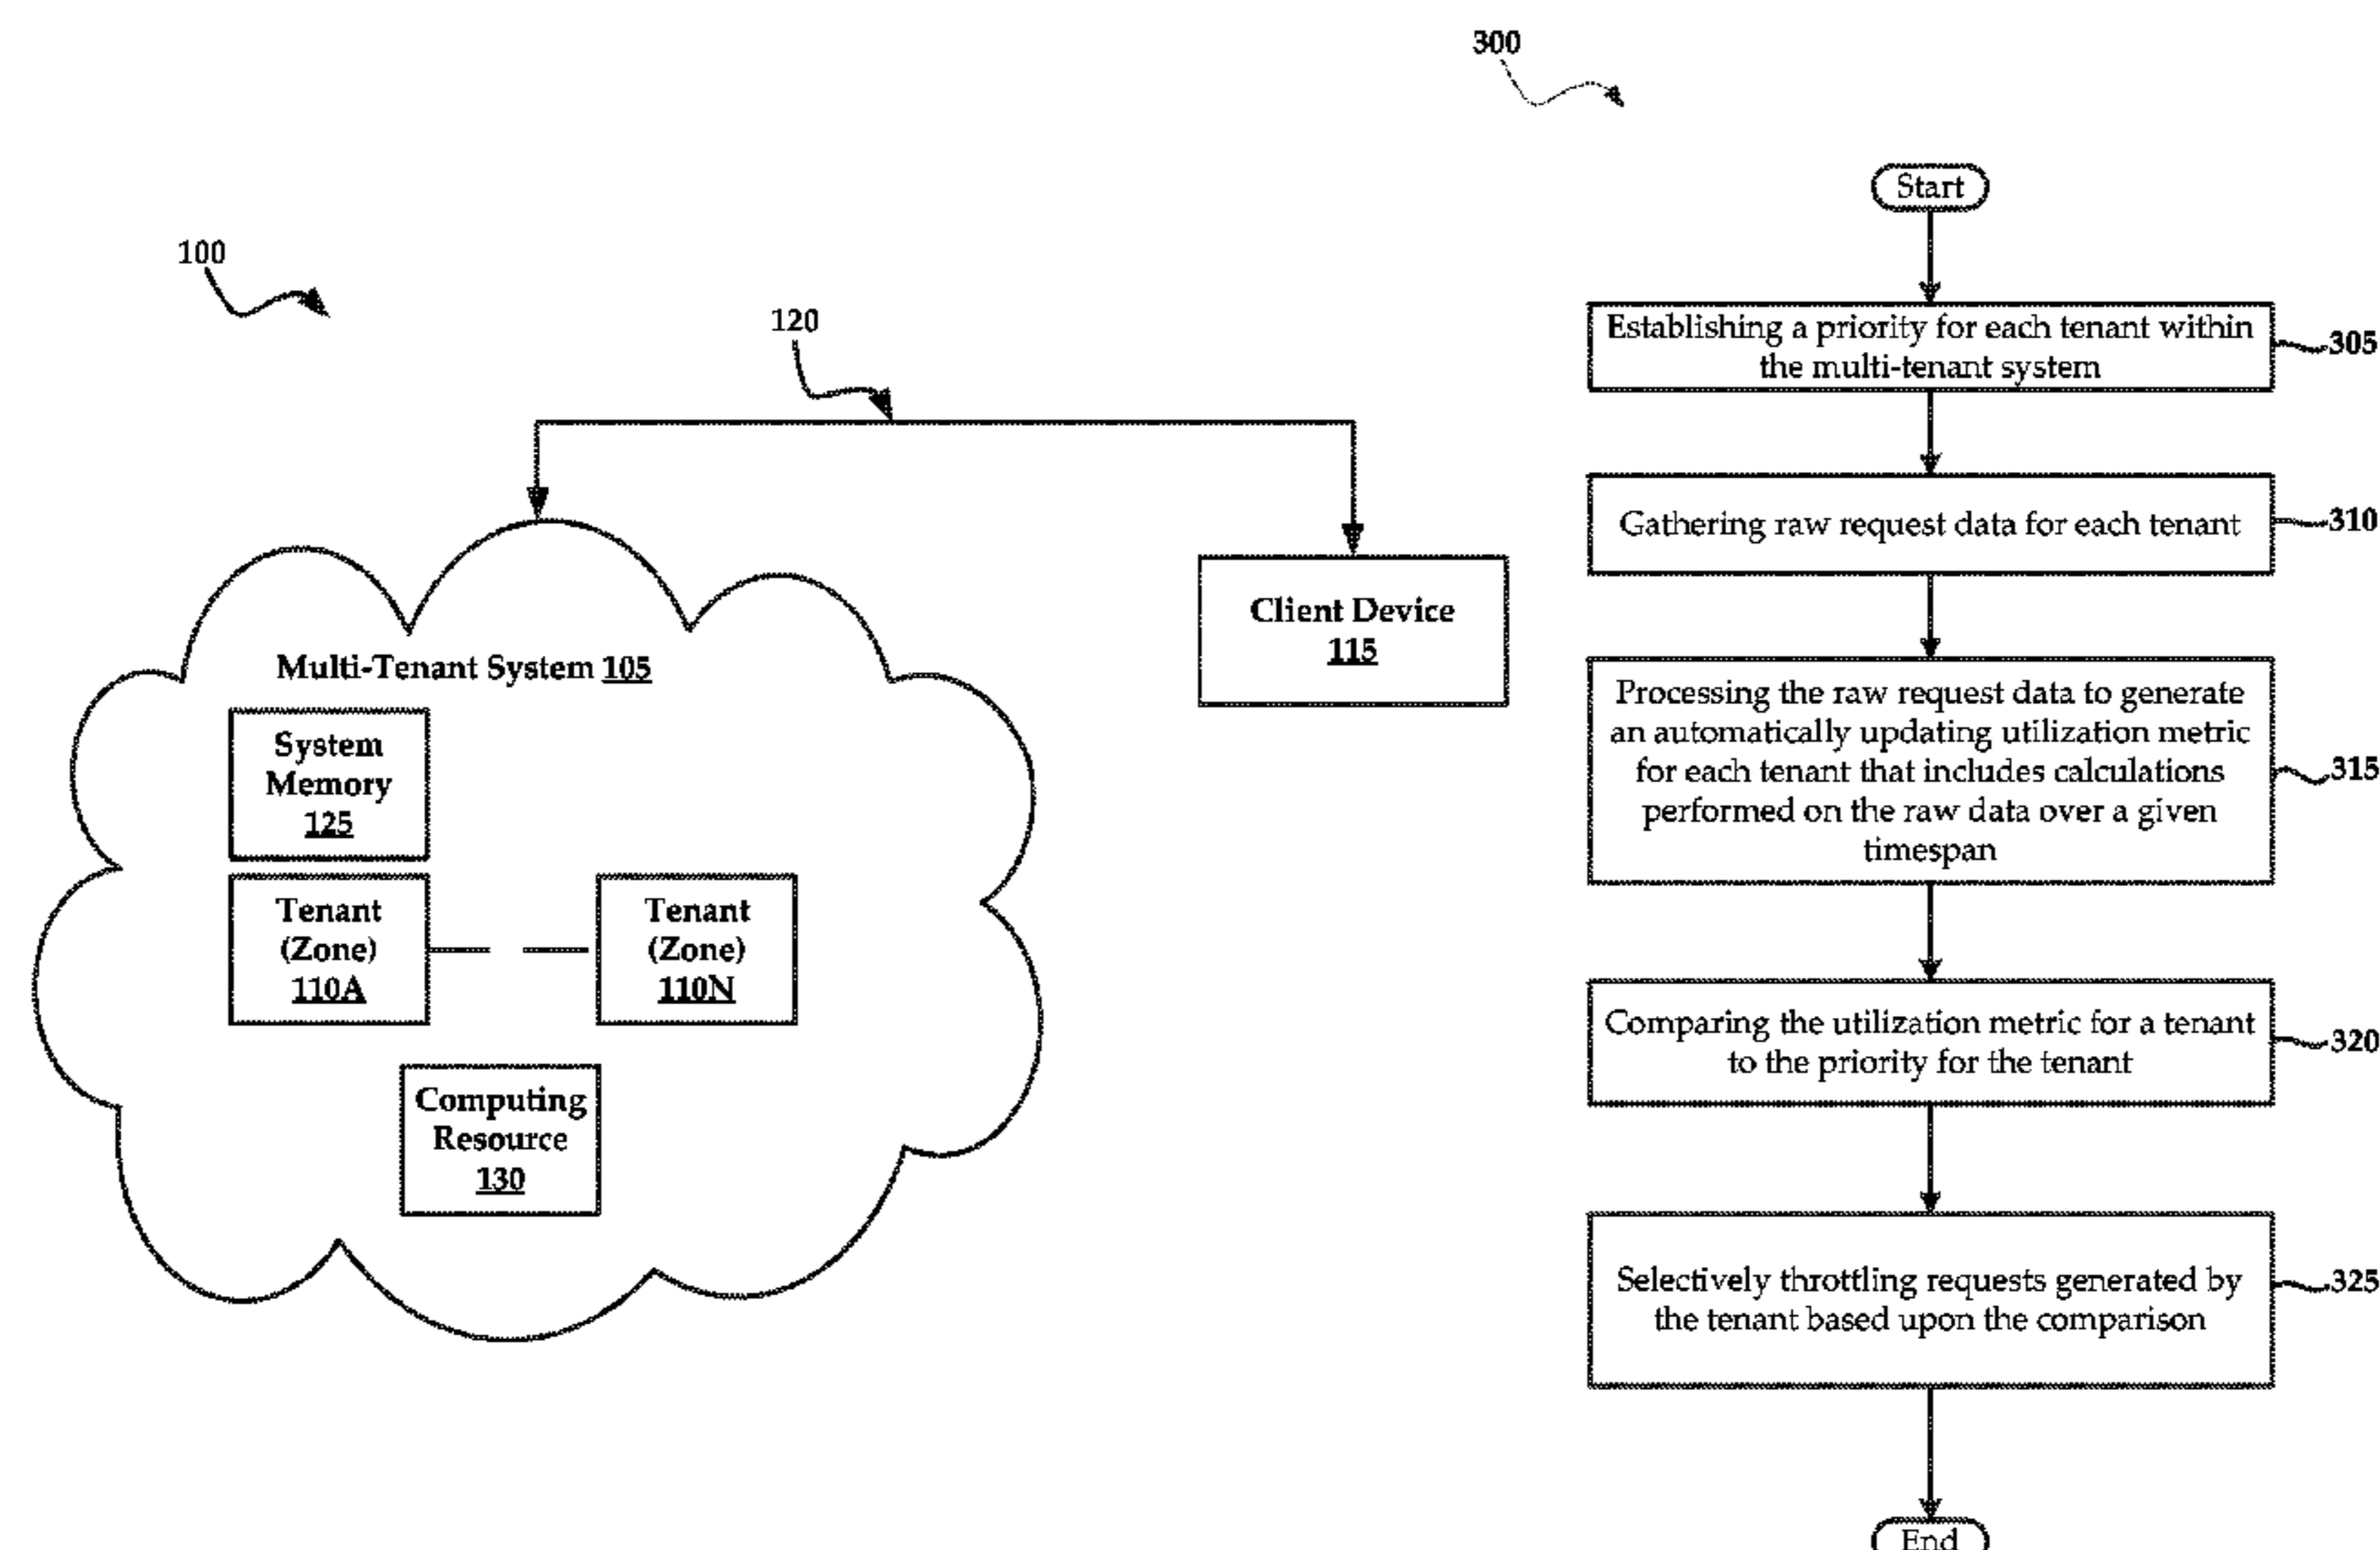 100
120
Multi-Tenant System 105
System
Memory
125
Tenant
(Zone)
110A
Tenant
(Zone)
110N
Computing
Resource
130
Client Device
115
300
Start
Establishing a priority for each tenant within
the multi-tenant system
305
Gathering raw request data for each tenant
310
Processing the raw request data to generate
an automatically updating utilization metric
for each tenant that includes calculations
performed on the raw data over a given
timespan
315
Comparing the utilization metric for a tenant
to the priority for the tenant
320
Selectively throttling requests generated by
the tenant based upon the comparison
325
End